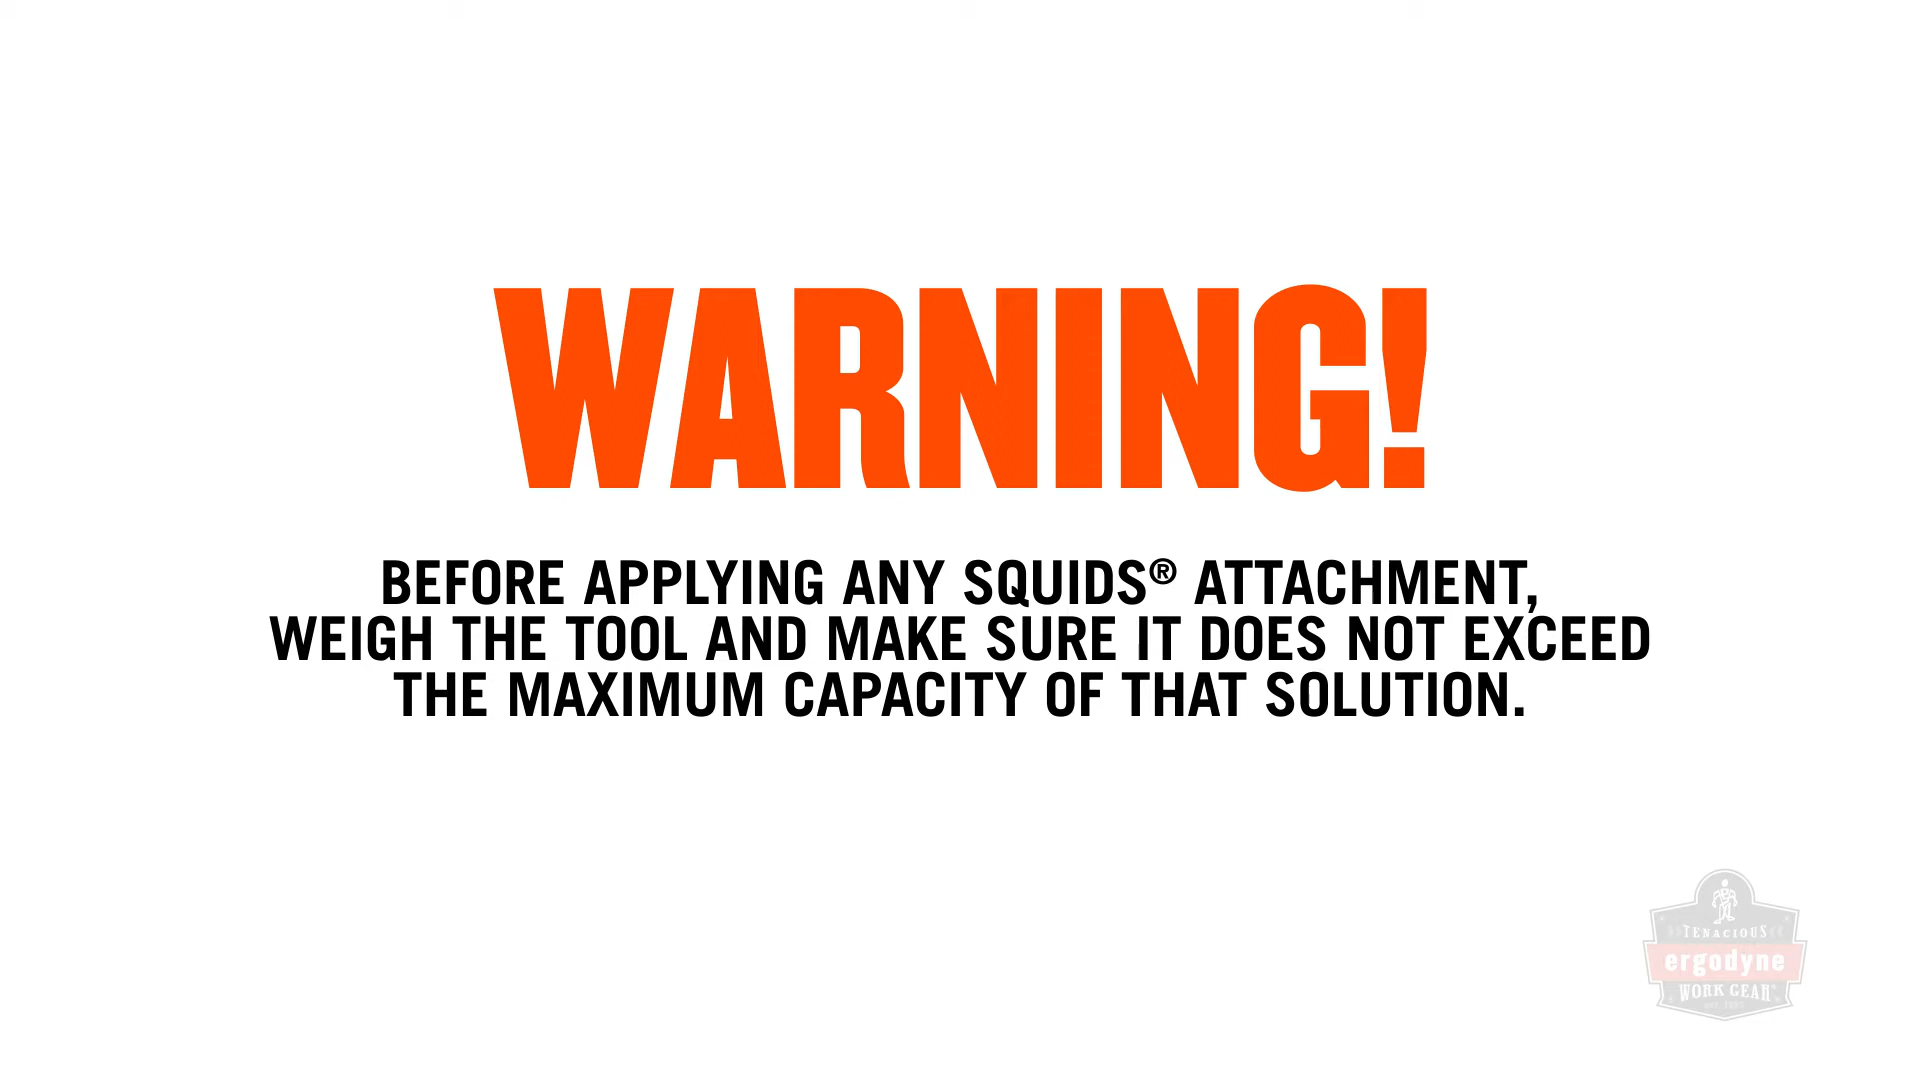 WARNING!
BEFORE APPLYING ANY SQUIDS® ATTACHMENT,
WEIGH THE TOOL AND MAKE SURE IT DOES NOT EXCEED
THE MAXIMUM CAPACITY OF THAT SOLUTION.
TENACIOUS
ergodyne
WORK GEAR®